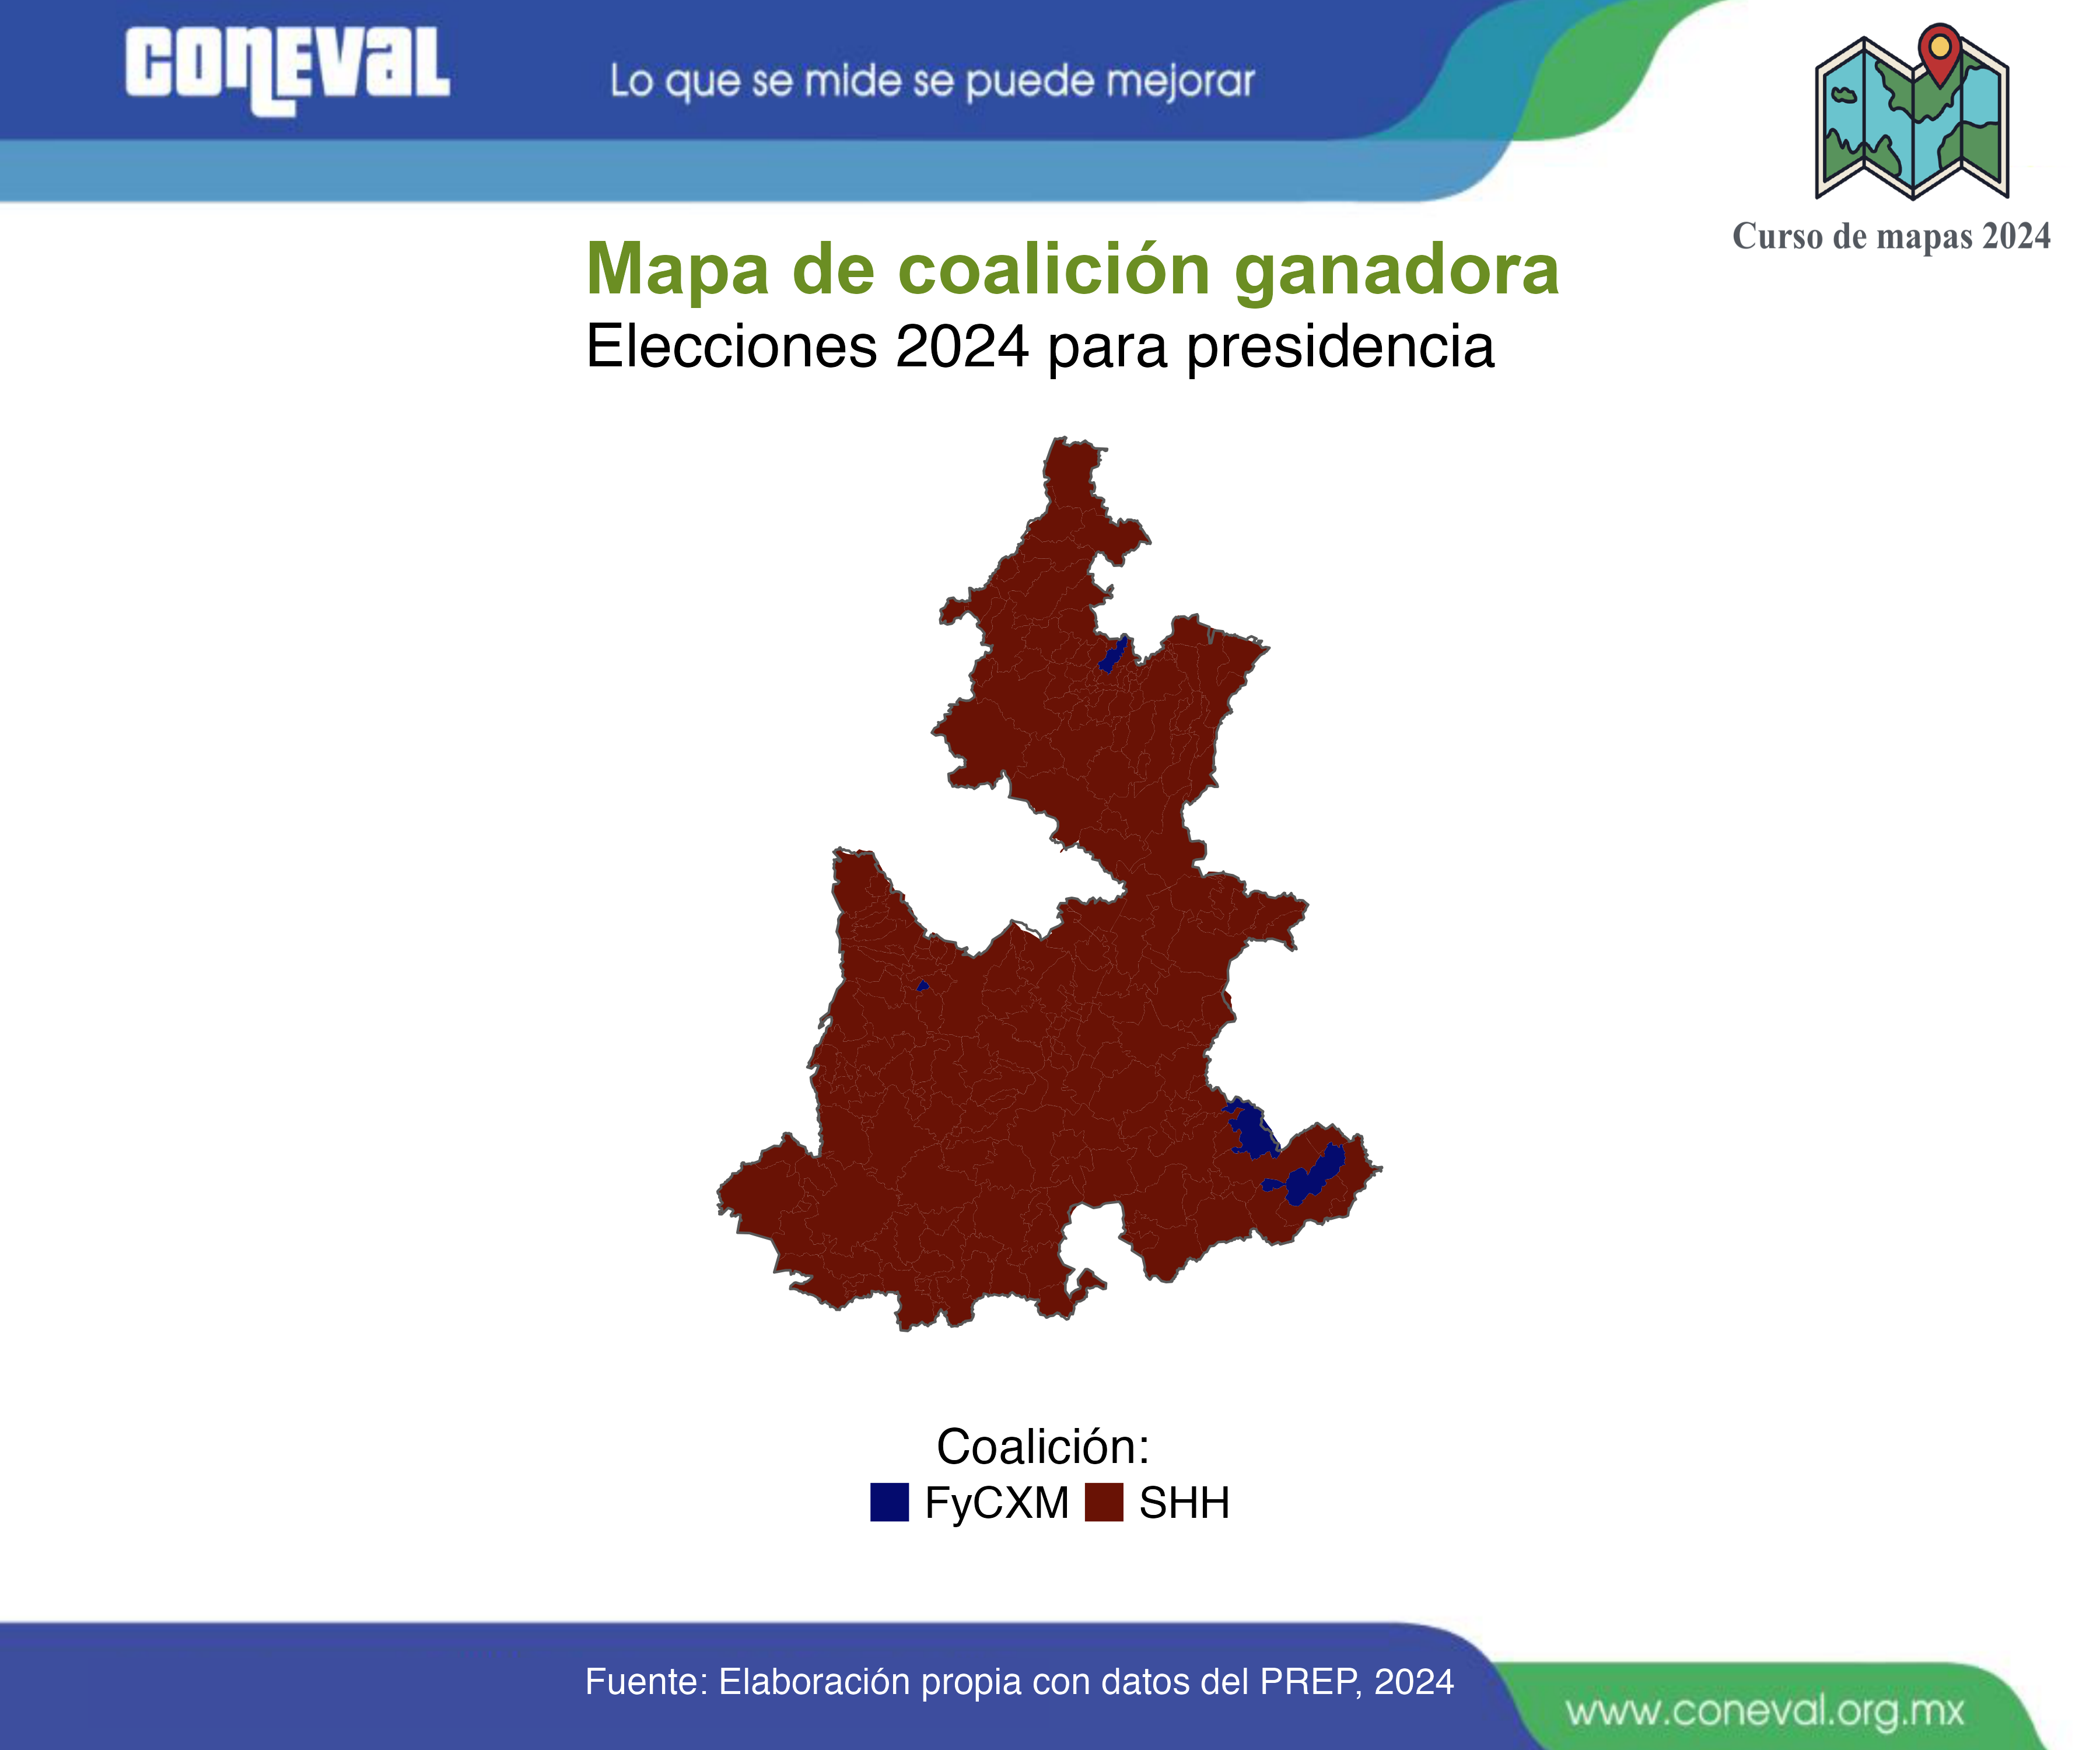 CONEVAL
Lo que se mide se puede mejorar
Curso de mapas 2024
Mapa de coalición ganadora
Elecciones 2024 para presidencia
Coalición:
FyCXM SHH
Fuente: Elaboración propia con datos del PREP, 2024
www.coneval.org.mx